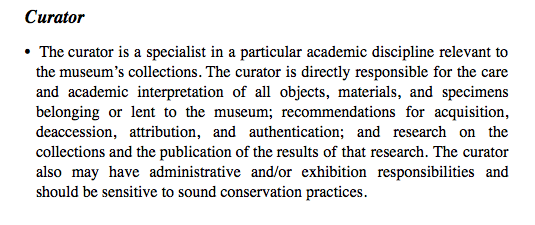 Curator
• The curator is a specialist in a particular academic discipline relevant to
the museum’s collections. The curator is directly responsible for the care
and academic interpretation of all objects, materials, and specimens
belonging or lent to the museum; recommendations for acquisition,
deaccession, attribution, and authentication; and research on the
collections and the publication of the results of that research. The curator
also may have administrative and/or exhibition responsibilities and
should be sensitive to sound conservation practices.